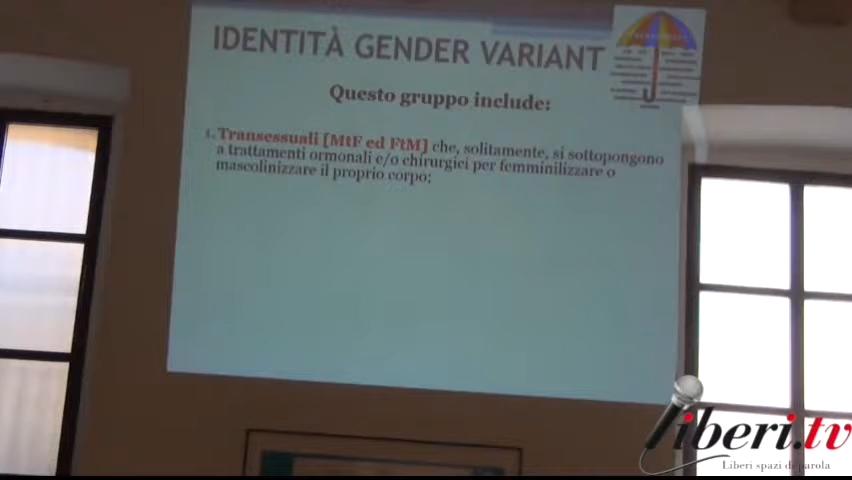 IDENTITÀ GENDER VARIANT
Questo gruppo include:
1. Transessuali [MtF ed FtM] che, solitamente, si sottopongono
a trattamenti ormonali e/o chirurgici per femminilizzare o
mascolinizzare il proprio corpo;
liberi.tv
Liberi spazi di parola